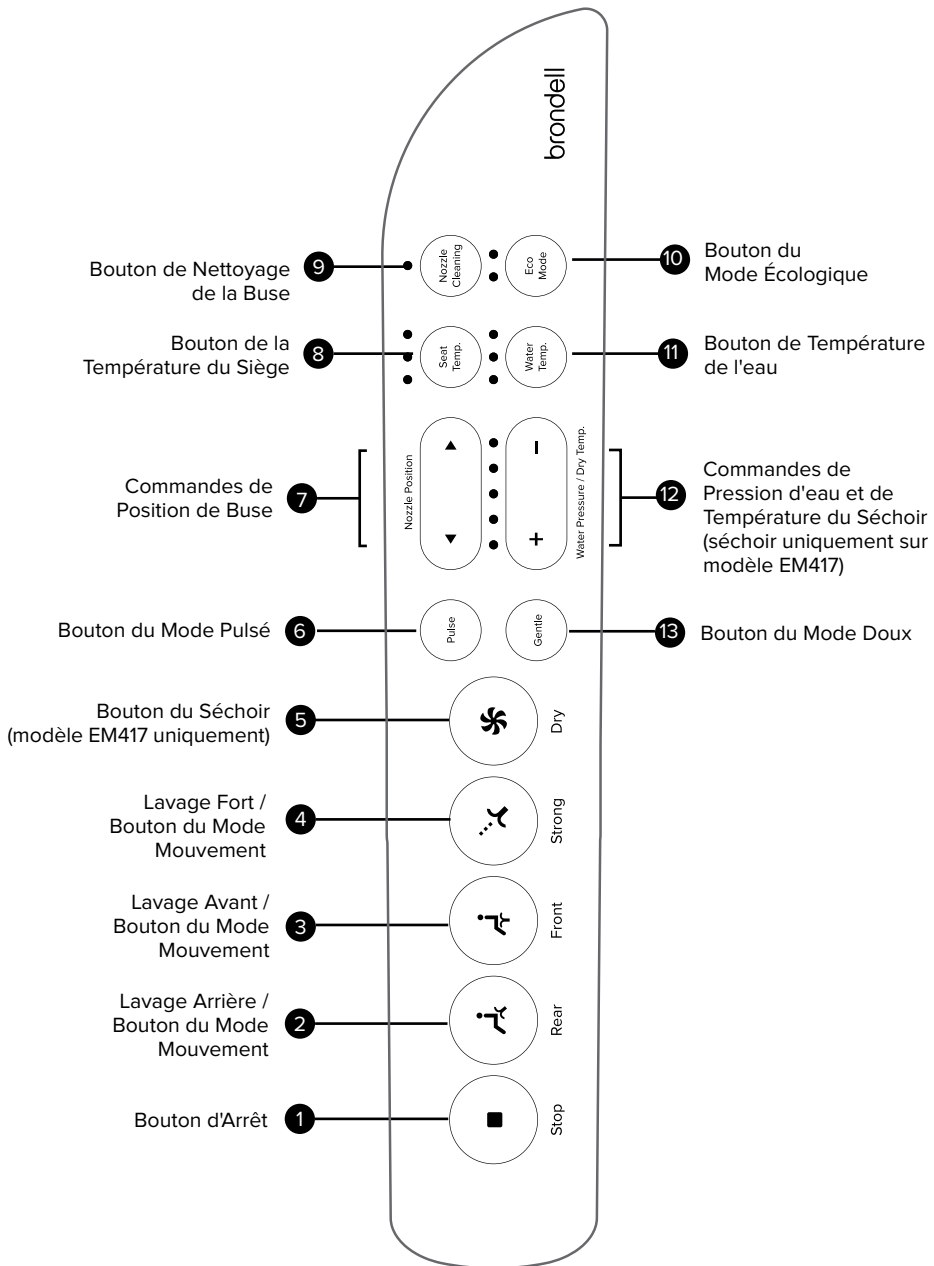 brondell
9
Bouton de Nettoyage
de la Buse
Nozzle
Cleaning
Eco
Mode
10
Bouton du
Mode Écologique
8
Bouton de la
Température du Siège
Seat
Temp.
Water
Temp.
11
Bouton de Température
de l'eau
7
Commandes de
Position de Buse
Nozzle Position
Water Pressure / Dry Temp.
12
Commandes de
Pression d'eau et de
Température du Séchoir
(séchoir uniquement sur
modèle EM417)
6
Bouton du Mode Pulsé
Pulse
Gentle
13
Bouton du Mode Doux
5
Bouton du Séchoir
(modèle EM417 uniquement)
Dry
4
Lavage Fort /
Bouton du Mode
Mouvement
Strong
3
Lavage Avant /
Bouton du Mode
Mouvement
Front
2
Lavage Arrière /
Bouton du Mode
Mouvement
Rear
1
Bouton d'Arrêt
Stop